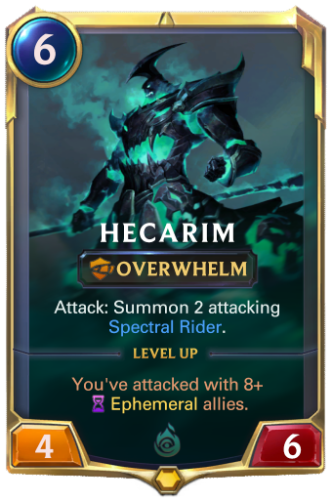 6
HECARIM
OVERWHELM
Attack: Summon 2 attacking
Spectral Rider.
LEVEL UP
You've attacked with 8+
Ephemeral allies.
4 6